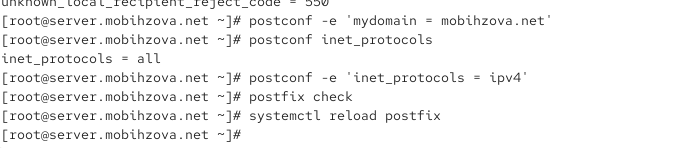 unknown_local_recipient_reject_code = 550
[root@server.mobihzova.net ~]# postconf -e 'mydomain = mobihzova.net'
[root@server.mobihzova.net ~]# postconf inet_protocols
inet_protocols = all
[root@server.mobihzova.net ~]# postconf -e 'inet_protocols = ipv4'
[root@server.mobihzova.net ~]# postfix check
[root@server.mobihzova.net ~]# systemctl reload postfix
[root@server.mobihzova.net ~]#